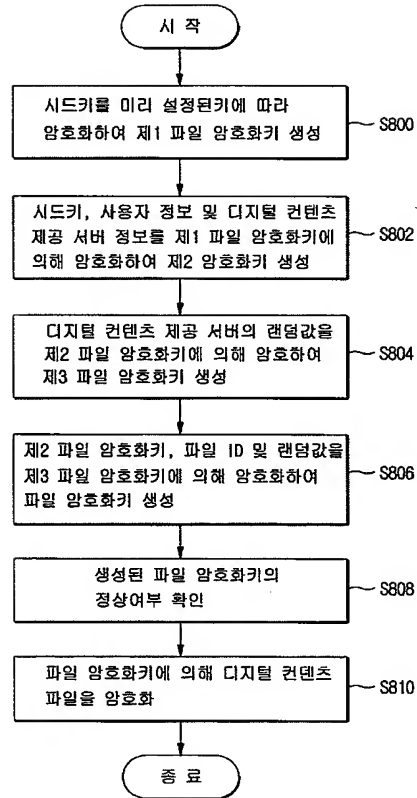 시 작
시드키를 미리 설정된키에 따라
암호화하여 제1 파일 암호화키 생성
S800
시드키, 사용자 정보 및 디지털 컨텐츠
제공 서버 정보를 제1 파일 암호화키에
의해 암호화하여 제2 암호화키 생성
S802
디지털 컨텐츠 제공 서버의 랜덤값을
제2 파일 암호화키에 의해 암호하여
제3 파일 암호화키 생성
S804
제2 파일 암호화키, 파일 ID 및 랜덤값을
제3 파일 암호화키에 의해 암호화하여
파일 암호화키 생성
S806
생성된 파일 암호화키의
정상여부 확인
S808
파일 암호화키에 의해 디지털 컨텐츠
파일을 암호화
S810
종 료